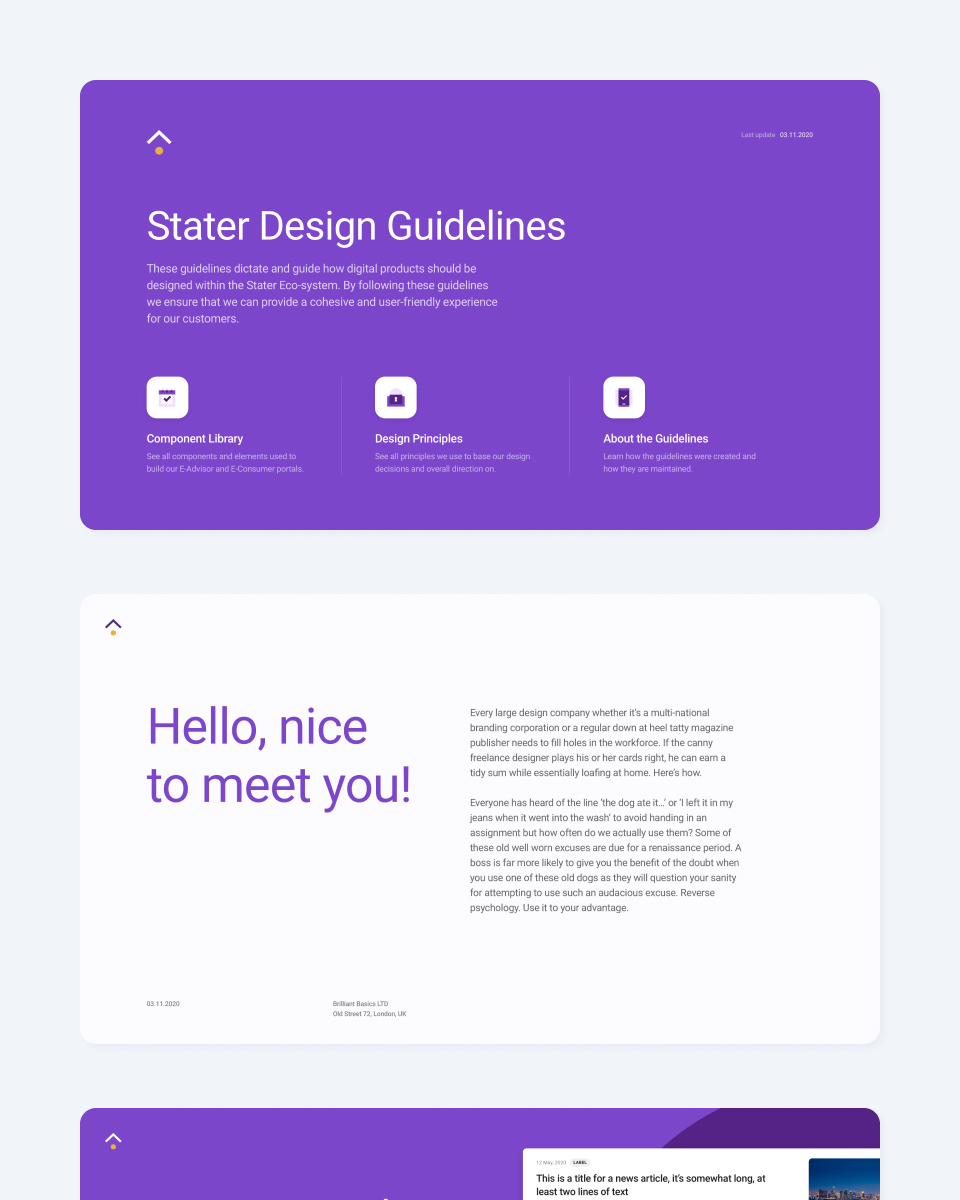 Last update 03.11.2020
Stater Design Guidelines
These guidelines dictate and guide how digital products should be
designed within the Stater Eco-system. By following these guidelines
we ensure that we can provide a cohesive and user-friendly experience
for our customers.
Component Library
See all components and elements used to
build our E-Advisor and E-Consumer portals.
Design Principles
See all principles we use to base our design
decisions and overall direction on.
About the Guidelines
Learn how the guidelines were created and
how they are maintained.
Hello, nice
to meet you!
Every large design company whether it's a multi-national
branding corporation or a regular down at heel tatty magazine
publisher needs to fill holes in the workforce. If the canny
freelance designer plays his or her cards right, he can earn a
tidy sum while essentially loafing at home. Here's how.
Everyone has heard of the line 'the dog ate it…' or 'I left it in my
jeans when it went into the wash' to avoid handing in an
assignment but how often do we actually use them? Some of
these old well worn excuses are due for a renaissance period. A
boss is far more likely to give you the benefit of the doubt when
you use one of these old dogs as they will question your sanity
for attempting to use such an audacious excuse. Reverse
psychology. Use it to your advantage.
03.11.2020
Brilliant Basics LTD
Old Street 72, London, UK
12 May, 2020 LABEL
This is a title for a news article, it's somewhat long, at
least two lines of text